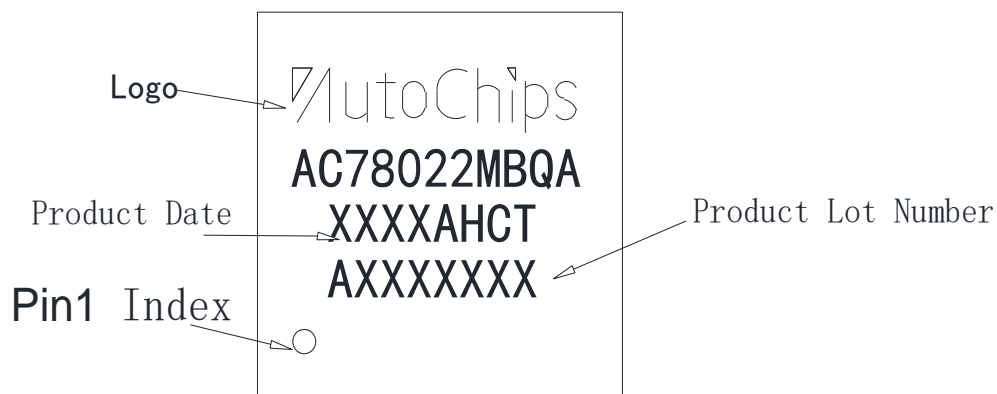 Logo
AutoChips
AC78022MBQA
Product Date
XXXXAHCT
Product Lot Number
AXXXXXXX
Pin1 Index